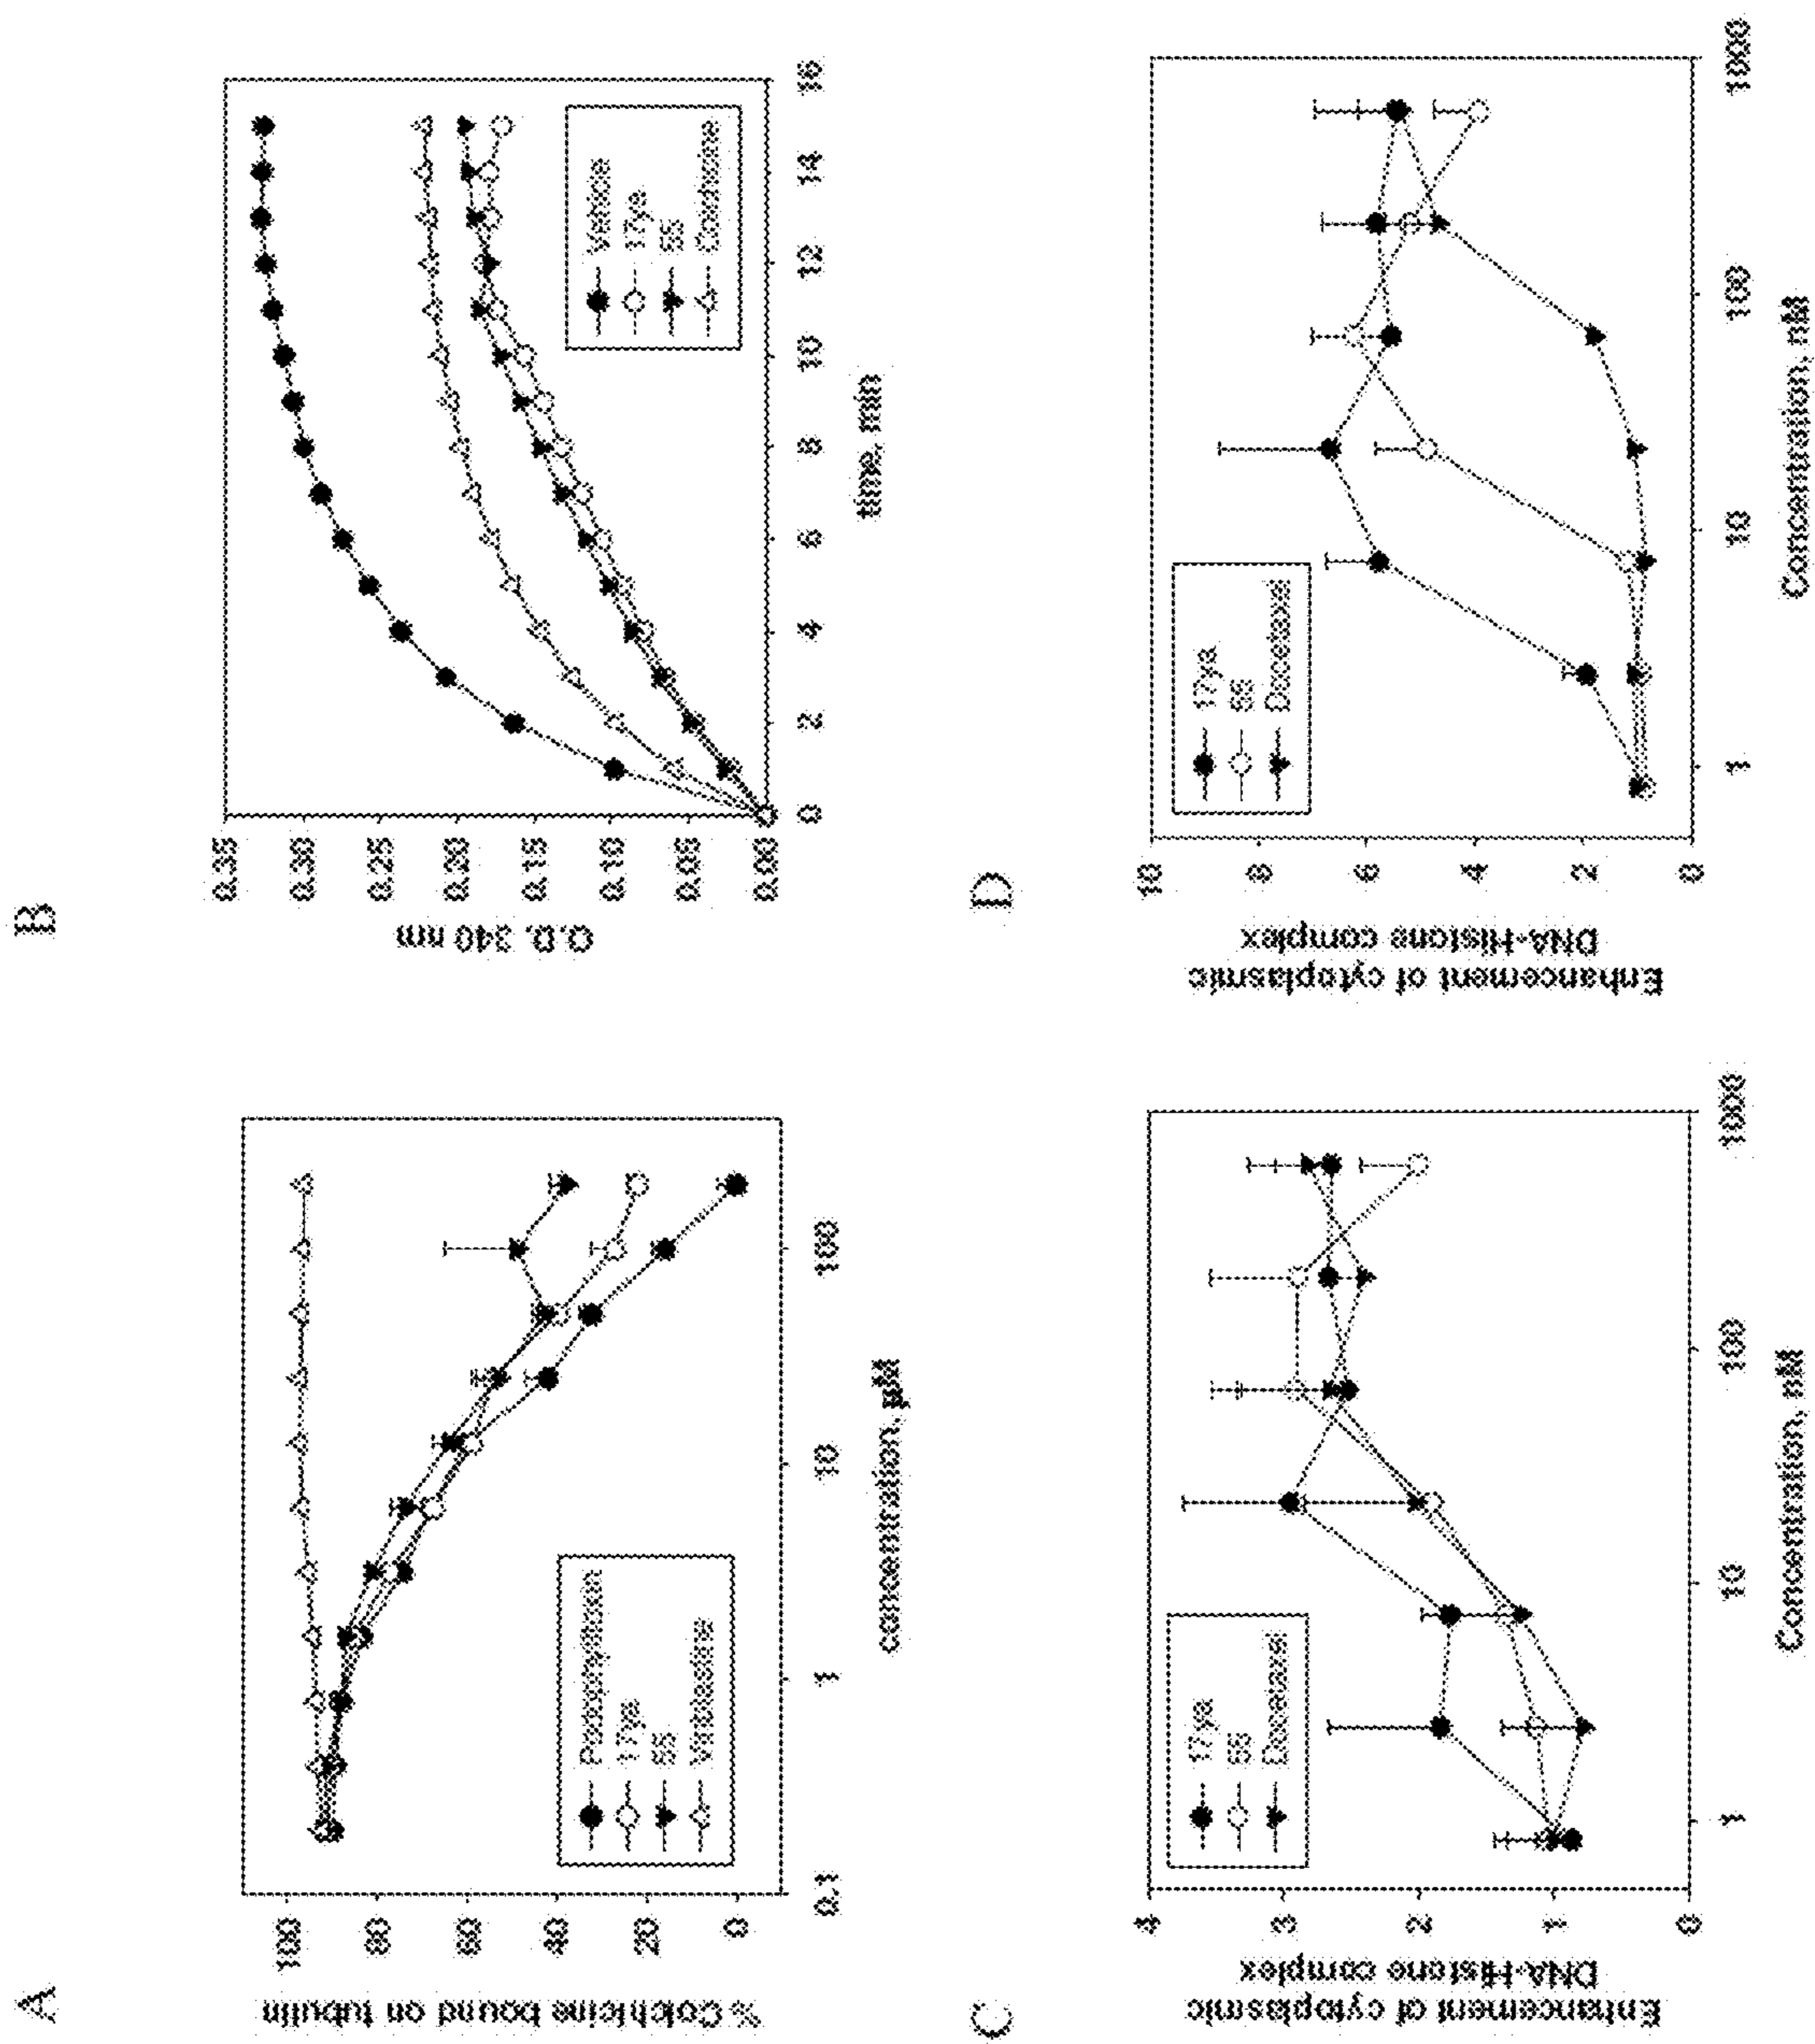 A
% Colchicine bound on tubulin
100
80
60
40
20
0
0.1
1
10
100
concentration, µM
Podophyllotoxin
17ya
55
Vinblastine
B
O.D. 340 nm
0.35
0.30
0.25
0.20
0.15
0.10
0.05
0.00
0
2
4
6
8
10
12
14
16
time, min
Vehicle
17ya
55
Colchicine
C
Enhancement of cytoplasmic
DNA-Histone complex
4
3
2
1
0
1
10
100
1000
Concentration, nM
17ya
55
Docetaxel
D
Enhancement of cytoplasmic
DNA-Histone complex
10
8
6
4
2
0
1
10
100
1000
Concentration, nM
17ya
55
Docetaxel